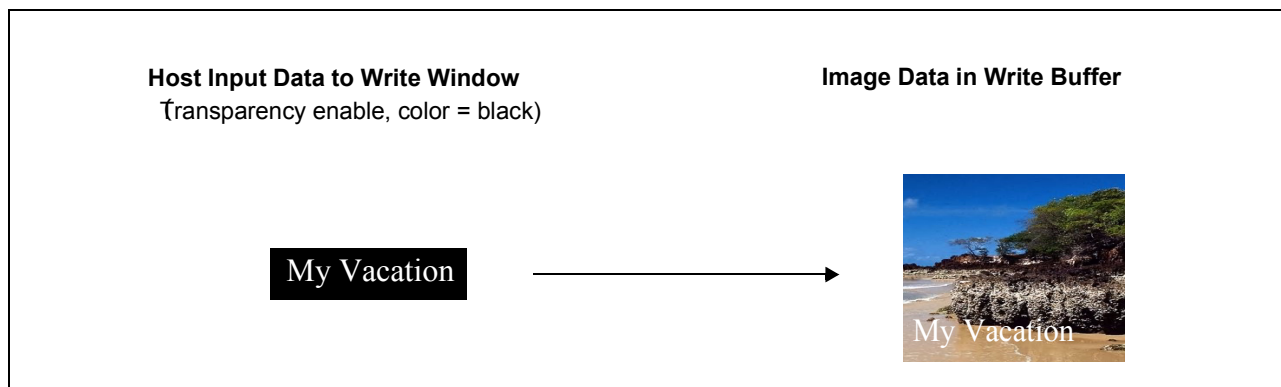 Host Input Data to Write Window
(Transparency enable, color = black)
Image Data in Write Buffer
My Vacation
My Vacation